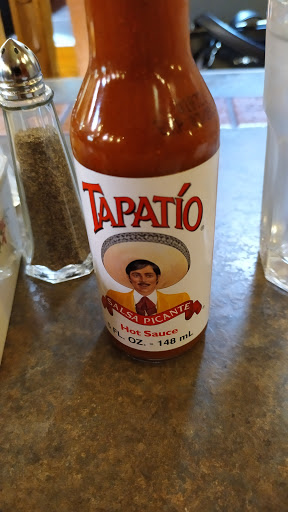 TAPATÍO®
SALSA PICANTE
Hot Sauce
FL. OZ. - 148 mL